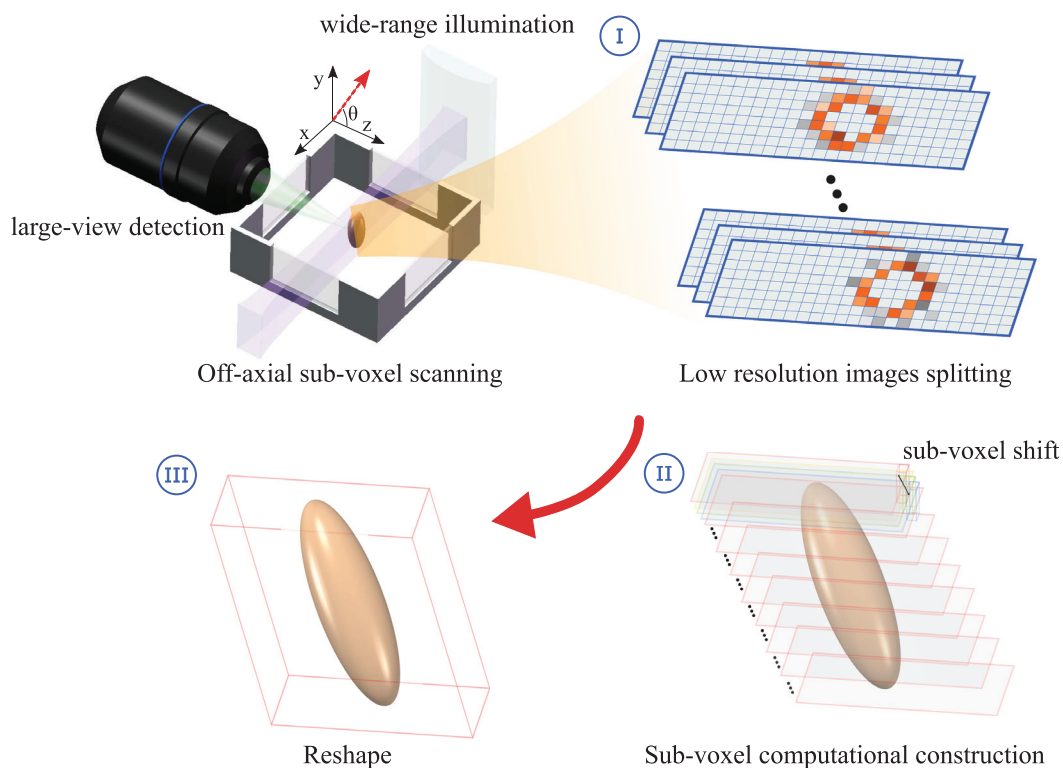 wide-range illumination
I
y
θ
x
z
large-view detection
Off-axial sub-voxel scanning
Low resolution images splitting
III
II
sub-voxel shift
Reshape
Sub-voxel computational construction